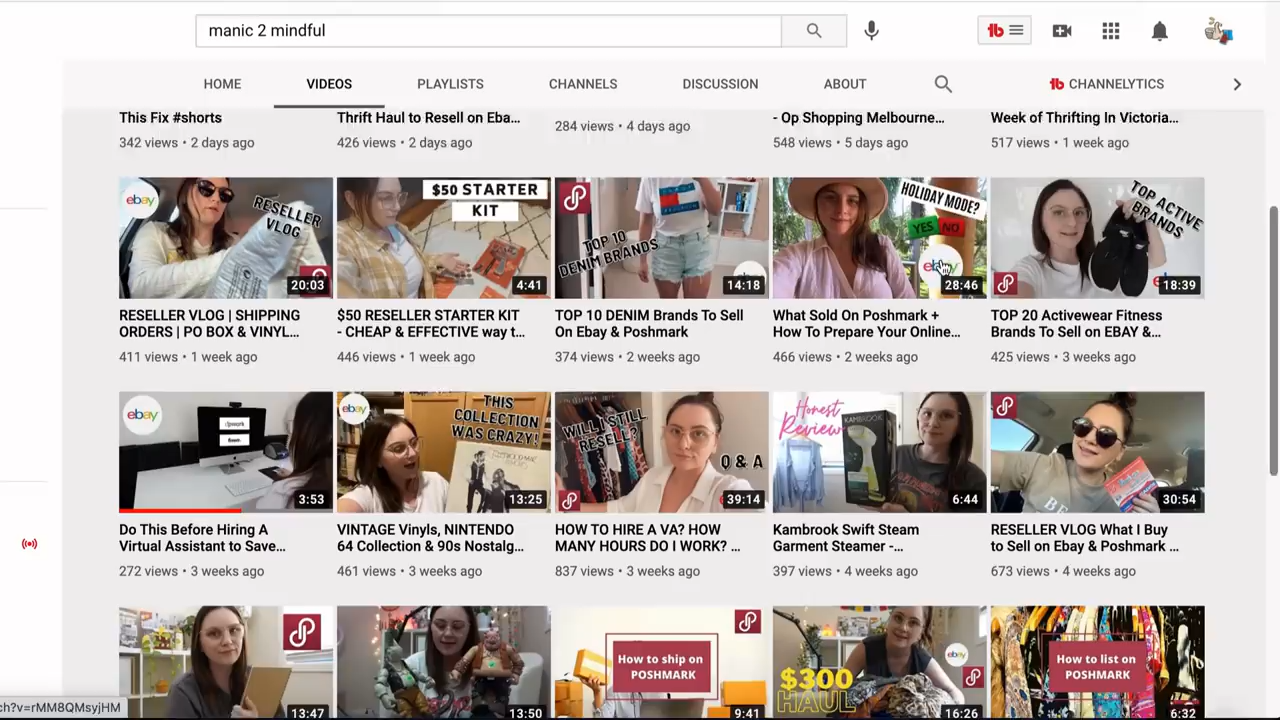 manic 2 mindful
HOME VIDEOS PLAYLISTS CHANNELS DISCUSSION ABOUT CHANNELYTICS
This Fix #shorts
342 views • 2 days ago
Thrift Haul to Resell on Eba...
426 views • 2 days ago
284 views • 4 days ago
- Op Shopping Melbourne...
548 views • 5 days ago
Week of Thrifting In Victoria...
517 views • 1 week ago
ebay
RESELLER
VLOG
20:03
$50 STARTER
KIT
4:41
TOP 10
DENIM BRANDS
14:18
HOLIDAY MODE?
YES NO
ebay
28:46
TOP ACTIVE
BRANDS
18:39
RESELLER VLOG | SHIPPING
ORDERS | PO BOX & VINYL...
411 views • 1 week ago
$50 RESELLER STARTER KIT
- CHEAP & EFFECTIVE way t...
446 views • 1 week ago
TOP 10 DENIM Brands To Sell
On Ebay & Poshmark
374 views • 2 weeks ago
What Sold On Poshmark +
How To Prepare Your Online...
466 views • 2 weeks ago
TOP 20 Activewear Fitness
Brands To Sell on EBAY &...
425 views • 3 weeks ago
ebay
3:53
ebay
THIS
COLLECTION
WAS CRAZY!
13:25
WILL I STILL
RESELL?
Q & A
39:14
Honest
Review
KAMBROOK
6:44
30:54
Do This Before Hiring A
Virtual Assistant to Save...
272 views • 3 weeks ago
VINTAGE Vinyls, NINTENDO
64 Collection & 90s Nostalg...
461 views • 3 weeks ago
HOW TO HIRE A VA? HOW
MANY HOURS DO I WORK? ...
837 views • 3 weeks ago
Kambrook Swift Steam
Garment Steamer -...
397 views • 4 weeks ago
RESELLER VLOG What I Buy
to Sell on Ebay & Poshmark ...
673 views • 4 weeks ago
13:47
13:50
How to ship on
POSHMARK
9:41
ebay
$300
HAUL
16:26
How to list on
POSHMARK
6:32
ch?v=rMM8QMsyjHM